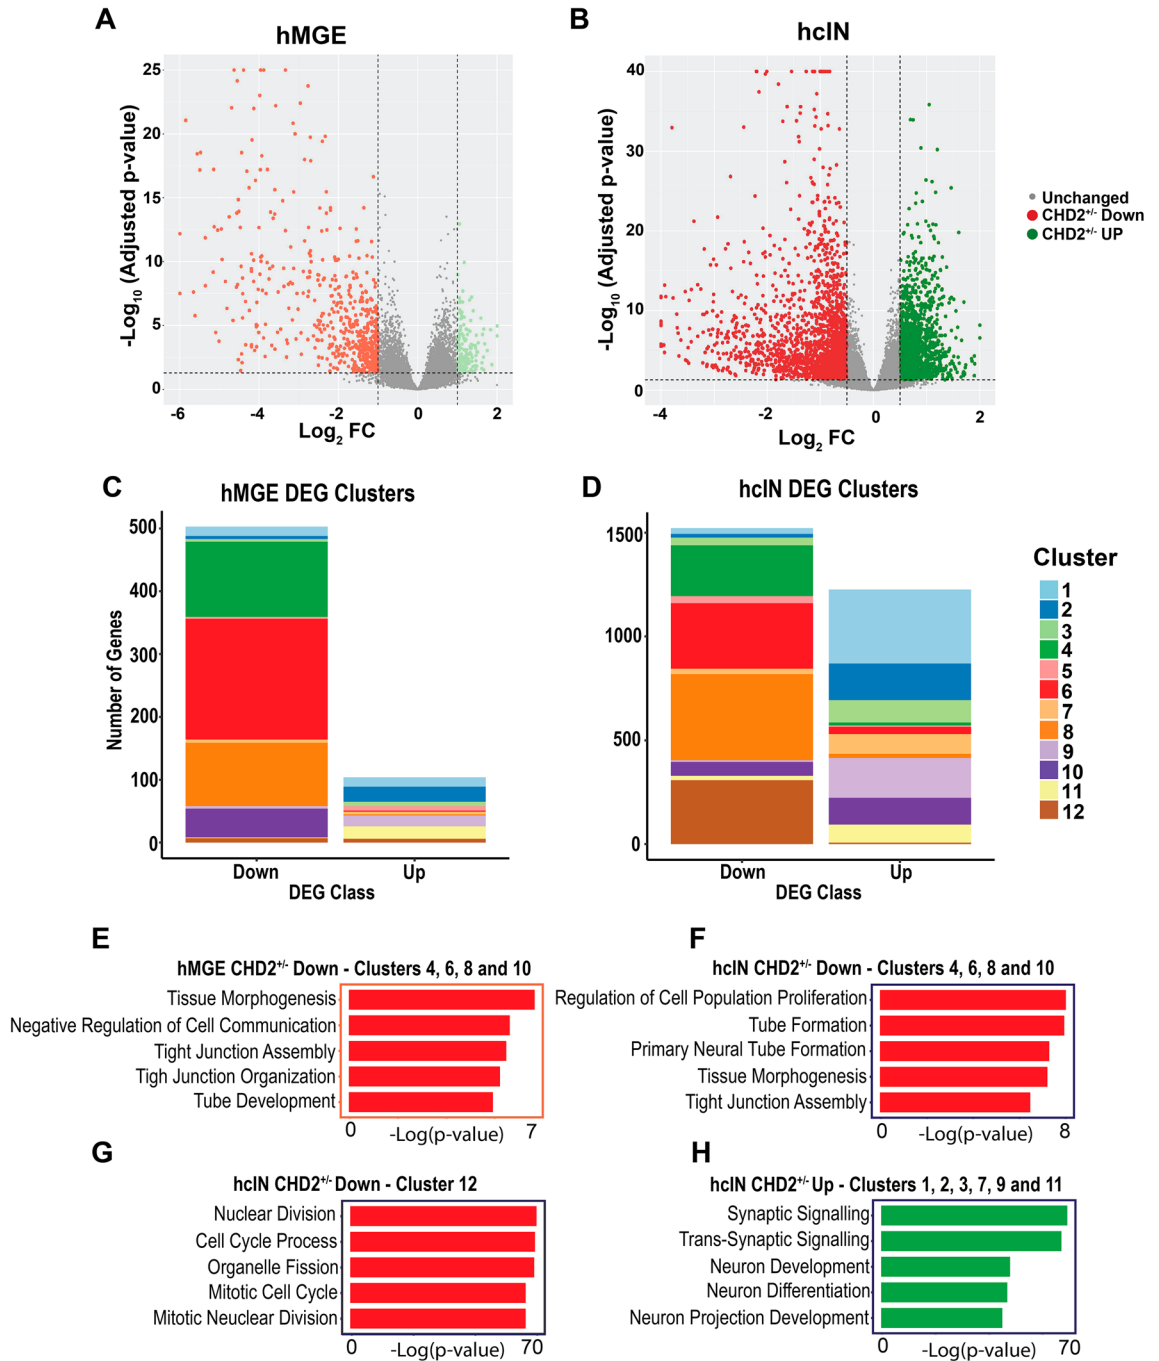 A
hMGE
-Log10 (Adjusted p-value)
25
20
15
10
5
0
-6
-4
-2
0
2
Log2 FC
B
hcIN
-Log10 (Adjusted p-value)
40
30
20
10
0
-4
-2
0
2
Log2 FC
Unchanged
CHD2+/- Down
CHD2+/- UP
C
hMGE DEG Clusters
Number of Genes
500
400
300
200
100
0
Down
Up
DEG Class
D
hcIN DEG Clusters
1500
1000
500
0
Down
Up
DEG Class
Cluster
1
2
3
4
5
6
7
8
9
10
11
12
E
hMGE CHD2+/- Down - Clusters 4, 6, 8 and 10
Tissue Morphogenesis
Negative Regulation of Cell Communication
Tight Junction Assembly
Tigh Junction Organization
Tube Development
0
-Log(p-value)
7
F
hcIN CHD2+/- Down - Clusters 4, 6, 8 and 10
Regulation of Cell Population Proliferation
Tube Formation
Primary Neural Tube Formation
Tissue Morphogenesis
Tight Junction Assembly
0
-Log(p-value)
8
G
hcIN CHD2+/- Down - Cluster 12
Nuclear Division
Cell Cycle Process
Organelle Fission
Mitotic Cell Cycle
Mitotic Neuclear Division
0
-Log(p-value)
70
H
hcIN CHD2+/- Up - Clusters 1, 2, 3, 7, 9 and 11
Synaptic Signalling
Trans-Synaptic Signalling
Neuron Development
Neuron Differentiation
Neuron Projection Development
0
-Log(p-value)
70